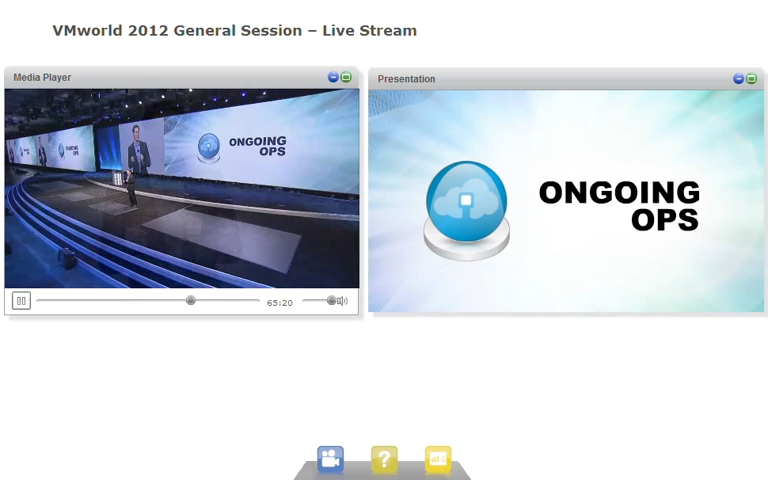 VMworld 2012 General Session – Live Stream
Media Player
ONGOING
OPS
65:20
Presentation
ONGOING
OPS
?